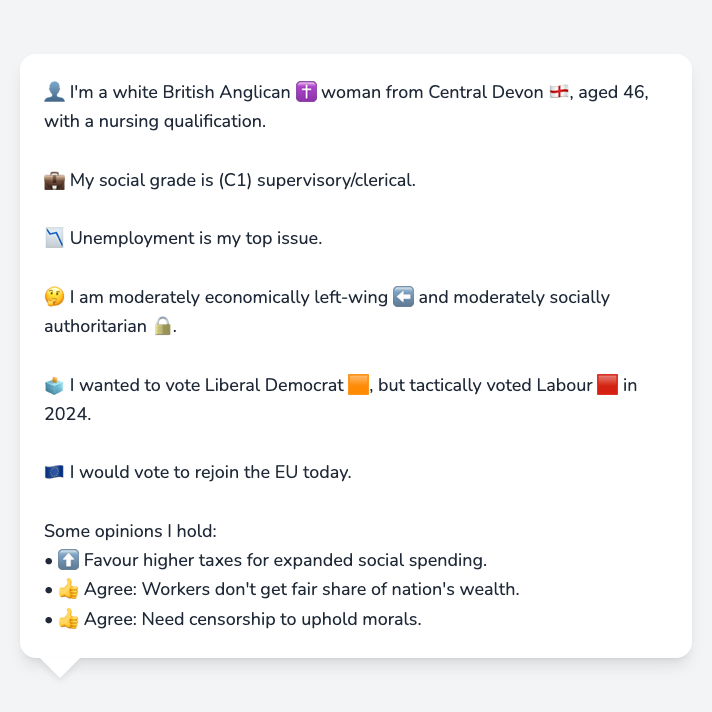 👤 I'm a white British Anglican ✝️ woman from Central Devon 🏴󠁧󠁢󠁥󠁮󠁧󠁿, aged 46,
with a nursing qualification.
💼 My social grade is (C1) supervisory/clerical.
📉 Unemployment is my top issue.
🤔 I am moderately economically left-wing ⬅️ and moderately socially
authoritarian 🔒.
🗳️ I wanted to vote Liberal Democrat 🟧, but tactically voted Labour 🟥 in
2024.
🇪🇺 I would vote to rejoin the EU today.
Some opinions I hold:
• ⬆️ Favour higher taxes for expanded social spending.
• 👍 Agree: Workers don't get fair share of nation's wealth.
• 👍 Agree: Need censorship to uphold morals.